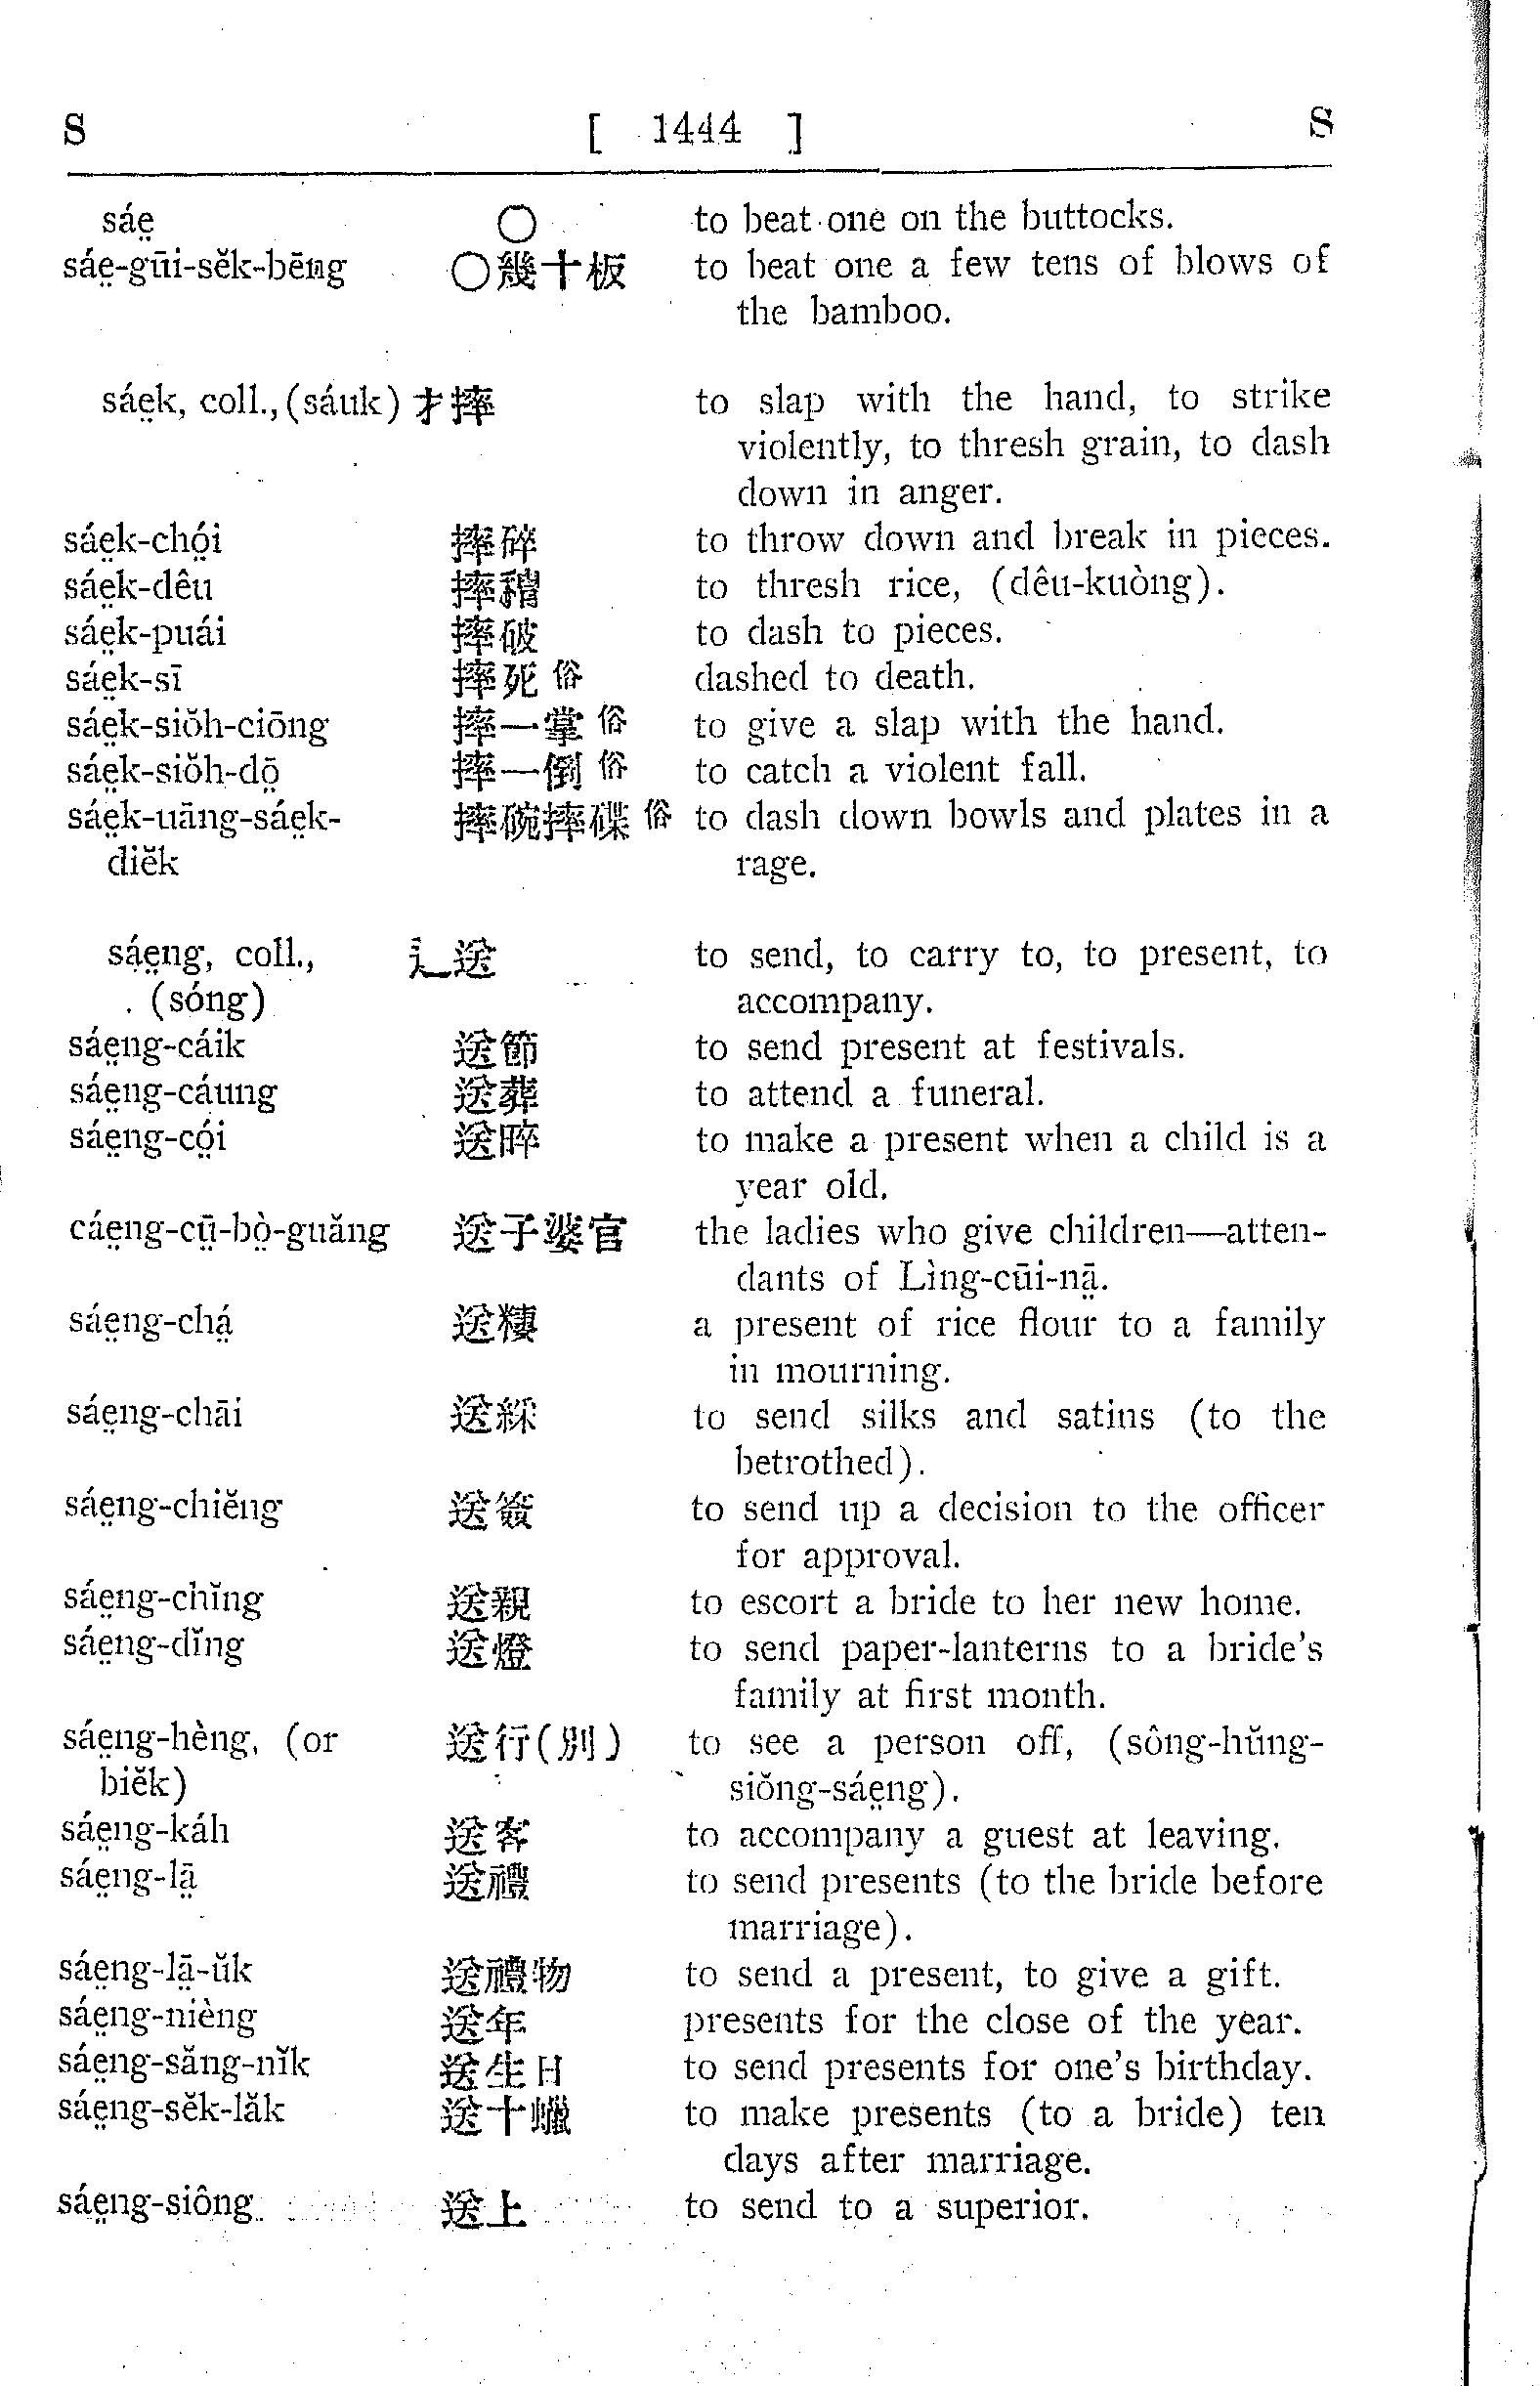 S [ 1444 ] S
sá̤e ◯ to beat one on the buttocks.
sáe̤-gūi-sĕk-bēng ◯幾十板 to beat one a few tens of blows of
the bamboo.
sáe̤k, coll., (sáuk) 才摔 to slap with the hand, to strike
violently, to thresh grain, to dash
down in anger.
sáe̤k-chó̤i 摔碎 to throw down and break in pieces.
sáe̤k-dêu 摔稻 to thresh rice, (dêu-kuòng).
sáe̤k-puái 摔破 to dash to pieces.
sáe̤k-sī 摔死俗 dashed to death.
sáe̤k-siŏh-ciōng 摔一掌俗 to give a slap with the hand.
sáe̤k-siŏh-dō̤ 摔一倒俗 to catch a violent fall.
sáe̤k-uāng-sáe̤k- 摔碗摔碟俗 to dash down bowls and plates in a
diĕk rage.
sáe̤ng, coll., 辶送 to send, to carry to, to present, to
(sóng) accompany.
sáe̤ng-cáik 送節 to send present at festivals.
sáe̤ng-cáung 送葬 to attend a funeral.
sáe̤ng-có̤i 送晬 to make a present when a child is a
year old.
cáe̤ng-cṳ̄-bò̤-guăng 送子婆官 the ladies who give children—atten-
dants of Lìng-cūi-nā̤.
sáe̤ng-chá̤ 送𥻲 a present of rice flour to a family
in mourning.
sáe̤ng-chāi 送綵 to send silks and satins (to the
betrothed).
sáe̤ng-chiĕng 送簽 to send up a decision to the officer
for approval.
sáe̤ng-chĭng 送親 to escort a bride to her new home.
sáe̤ng-dĭng 送燈 to send paper-lanterns to a bride's
family at first month.
sáe̤ng-hèng, (or 送行(別) to see a person off, (sông-hŭng-
biĕk) siŏng-sáe̤ng).
sáe̤ng-káh 送客 to accompany a guest at leaving.
sáe̤ng-lā̤ 送禮 to send presents (to the bride before
marriage).
sáe̤ng-lā̤-ŭk 送禮物 to send a present, to give a gift.
sáe̤ng-nièng 送年 presents for the close of the year.
sáe̤ng-săng-nĭk 送生日 to send presents for one's birthday.
sáe̤ng-sĕk-lăk 送十蠟 to make presents (to a bride) ten
days after marriage.
sáe̤ng-siông 送上 to send to a superior.